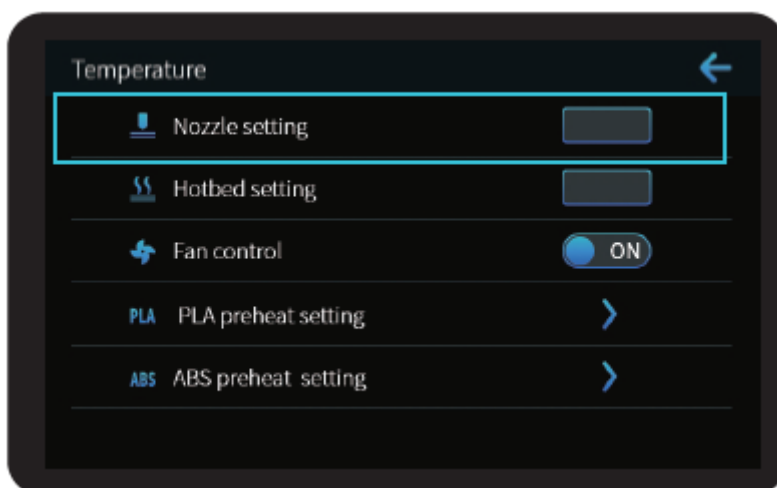 Temperature
Nozzle setting
Hotbed setting
Fan control ON
PLA PLA preheat setting
ABS ABS preheat setting